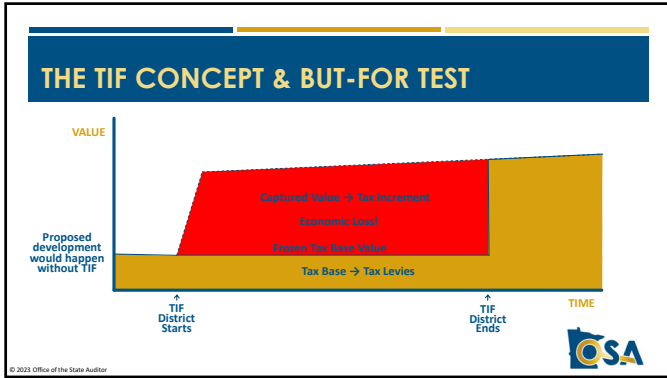 THE TIF CONCEPT & BUT-FOR TEST
VALUE
Captured Value → Tax Increment
Economic Loss!
Frozen Tax Base Value
Proposed
development
would happen
without TIF
Tax Base → Tax Levies
TIME
↑
TIF
District
Starts
↑
TIF
District
Ends
OSA
© 2023 Office of the State Auditor